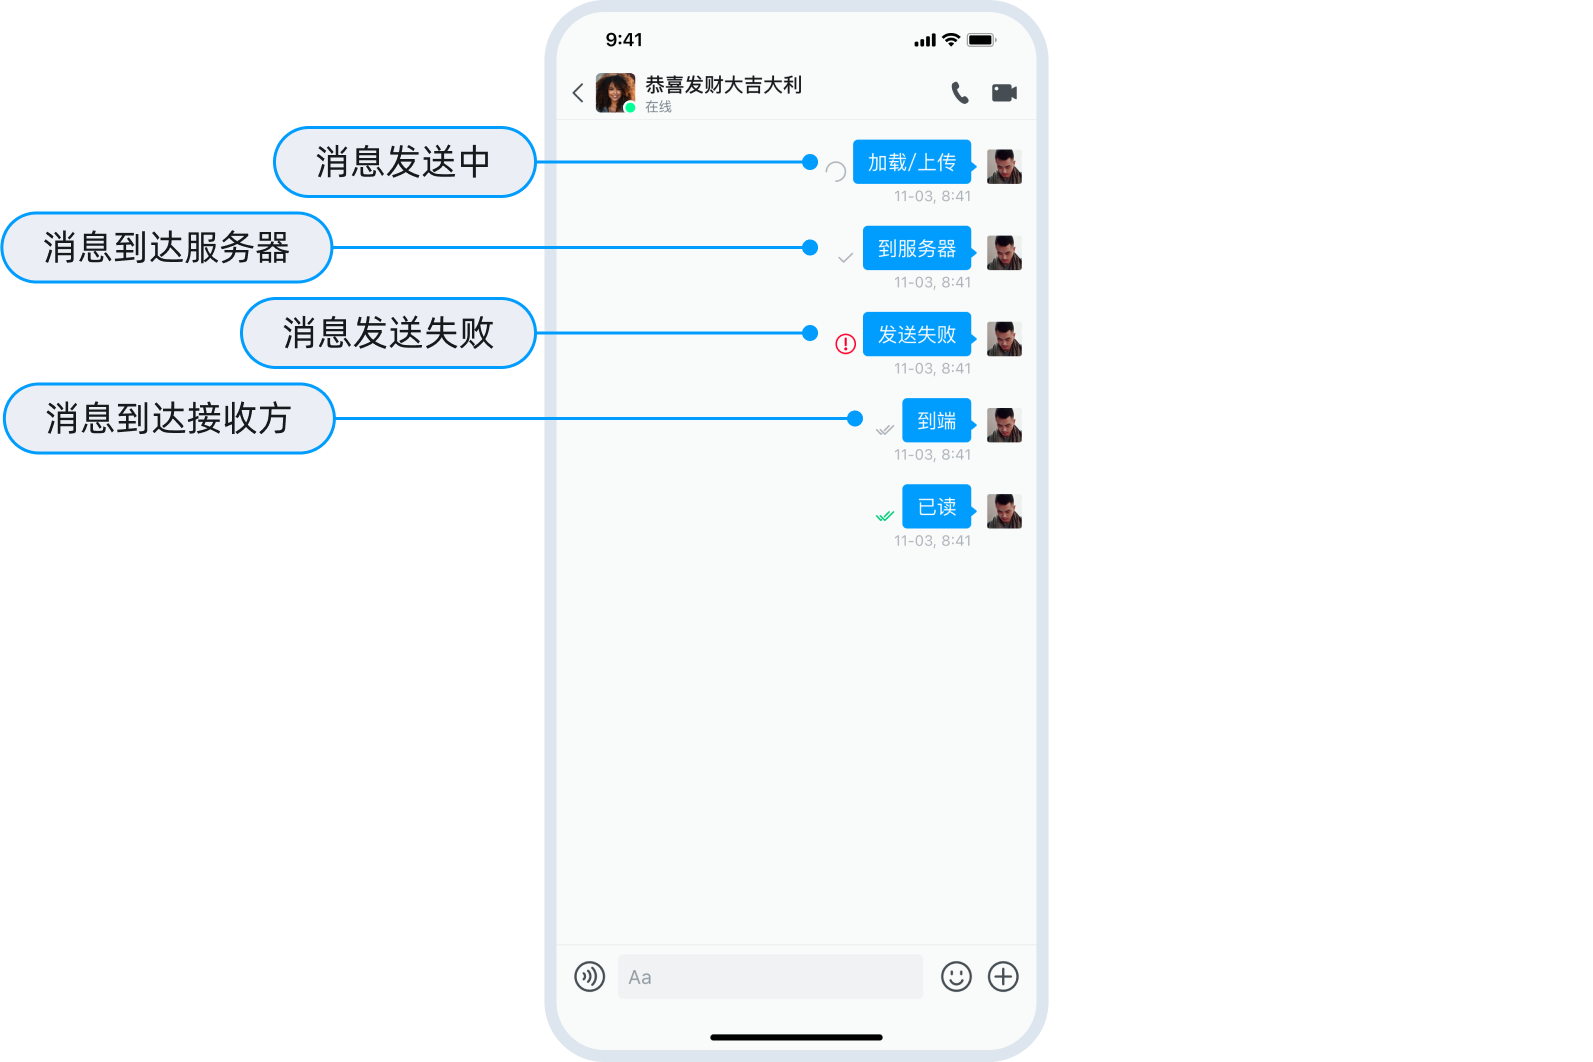 9:41
恭喜发财大吉大利
在线
消息发送中
加载/上传
11-03, 8:41
消息到达服务器
到服务器
11-03, 8:41
消息发送失败
发送失败
11-03, 8:41
消息到达接收方
到端
11-03, 8:41
已读
11-03, 8:41
Aa